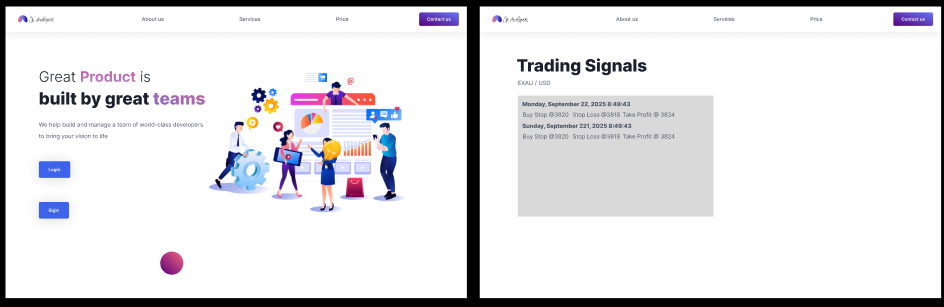 About us
Services
Price
Contact us
Great Product is
built by great teams
We help build and manage a team of world-class developers
to bring your vision to life
Login
Sign
@
About us
Services
Price
Contact us
Trading Signals
EXAU / USD
Monday, September 22, 2025 8:49:43
Buy Stop @3820 Stop Loss @3818 Take Profit @ 3824
Sunday, September 221, 2025 8:49:43
Buy Stop @3820 Stop Loss @3818 Take Profit @ 3824